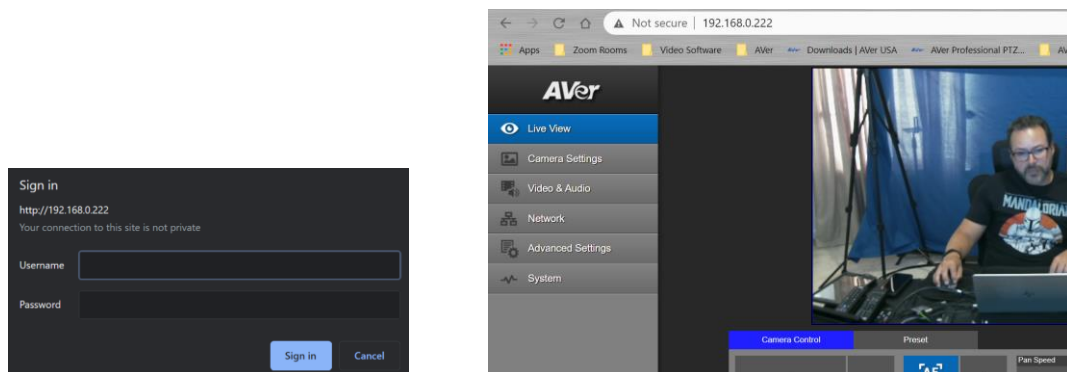 Sign in
http://192.168.0.222
Your connection to this site is not private
Username
Password
Sign in Cancel
Not secure | 192.168.0.222
Apps Zoom Rooms Video Software AVer Downloads | AVer USA AVer Professional PTZ...
AVer
Live View
Camera Settings
Video & Audio
Network
Advanced Settings
System
MANDALORIAN
Camera Control Preset
AF
Pan Speed